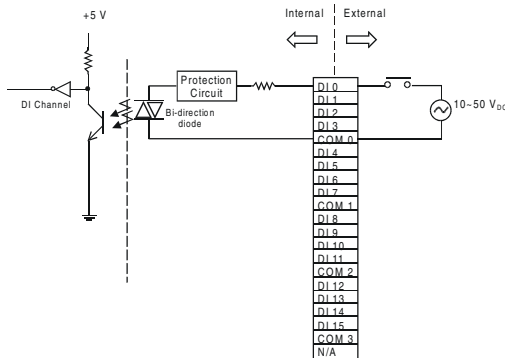 Internal External
+5 V
Protection
Circuit
DI Channel
Bi-direction
diode
10~50 VDC
DI 0
DI 1
DI 2
DI 3
COM 0
DI 4
DI 5
DI 6
DI 7
COM 1
DI 8
DI 9
DI 10
DI 11
COM 2
DI 12
DI 13
DI 14
DI 15
COM 3
N/A